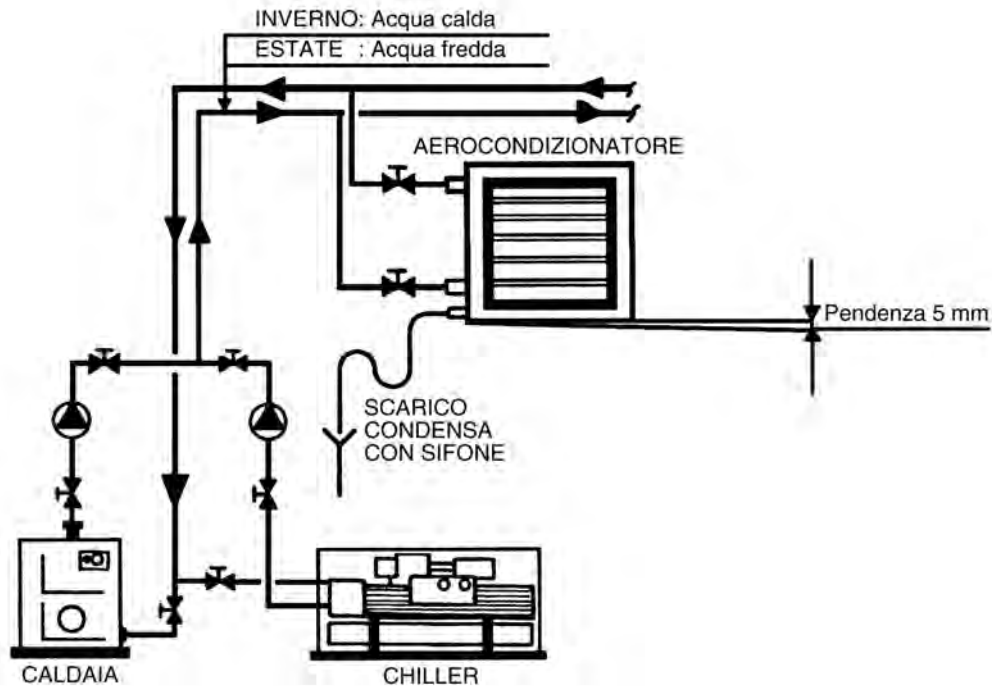 INVERNO: Acqua calda
ESTATE : Acqua fredda
AEROCONDIZIONATORE
Pendenza 5 mm
SCARICO
CONDENSA
CON SIFONE
CALDAIA
CHILLER